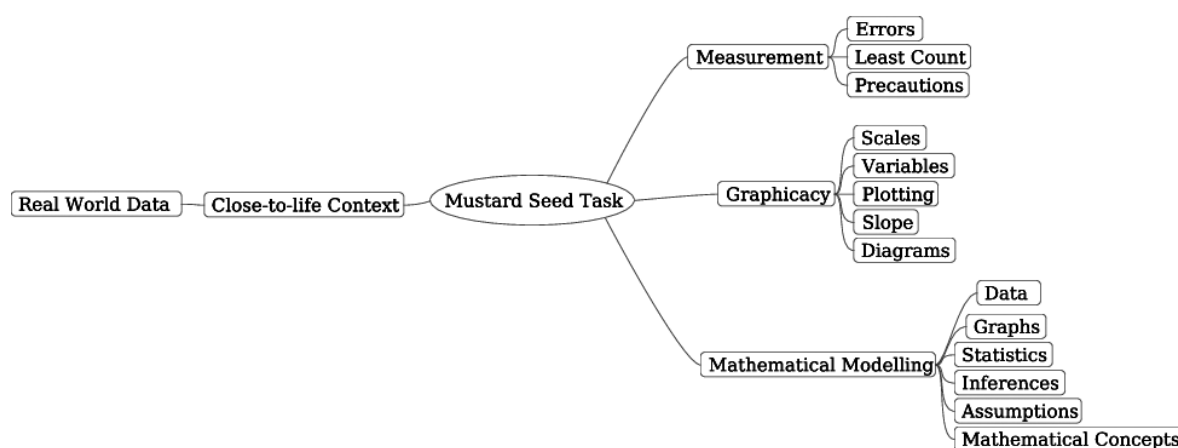 Real World Data
Close-to-life Context
Mustard Seed Task
Measurement
Errors
Least Count
Precautions
Graphicacy
Scales
Variables
Plotting
Slope
Diagrams
Mathematical Modelling
Data
Graphs
Statistics
Inferences
Assumptions
Mathematical Concepts